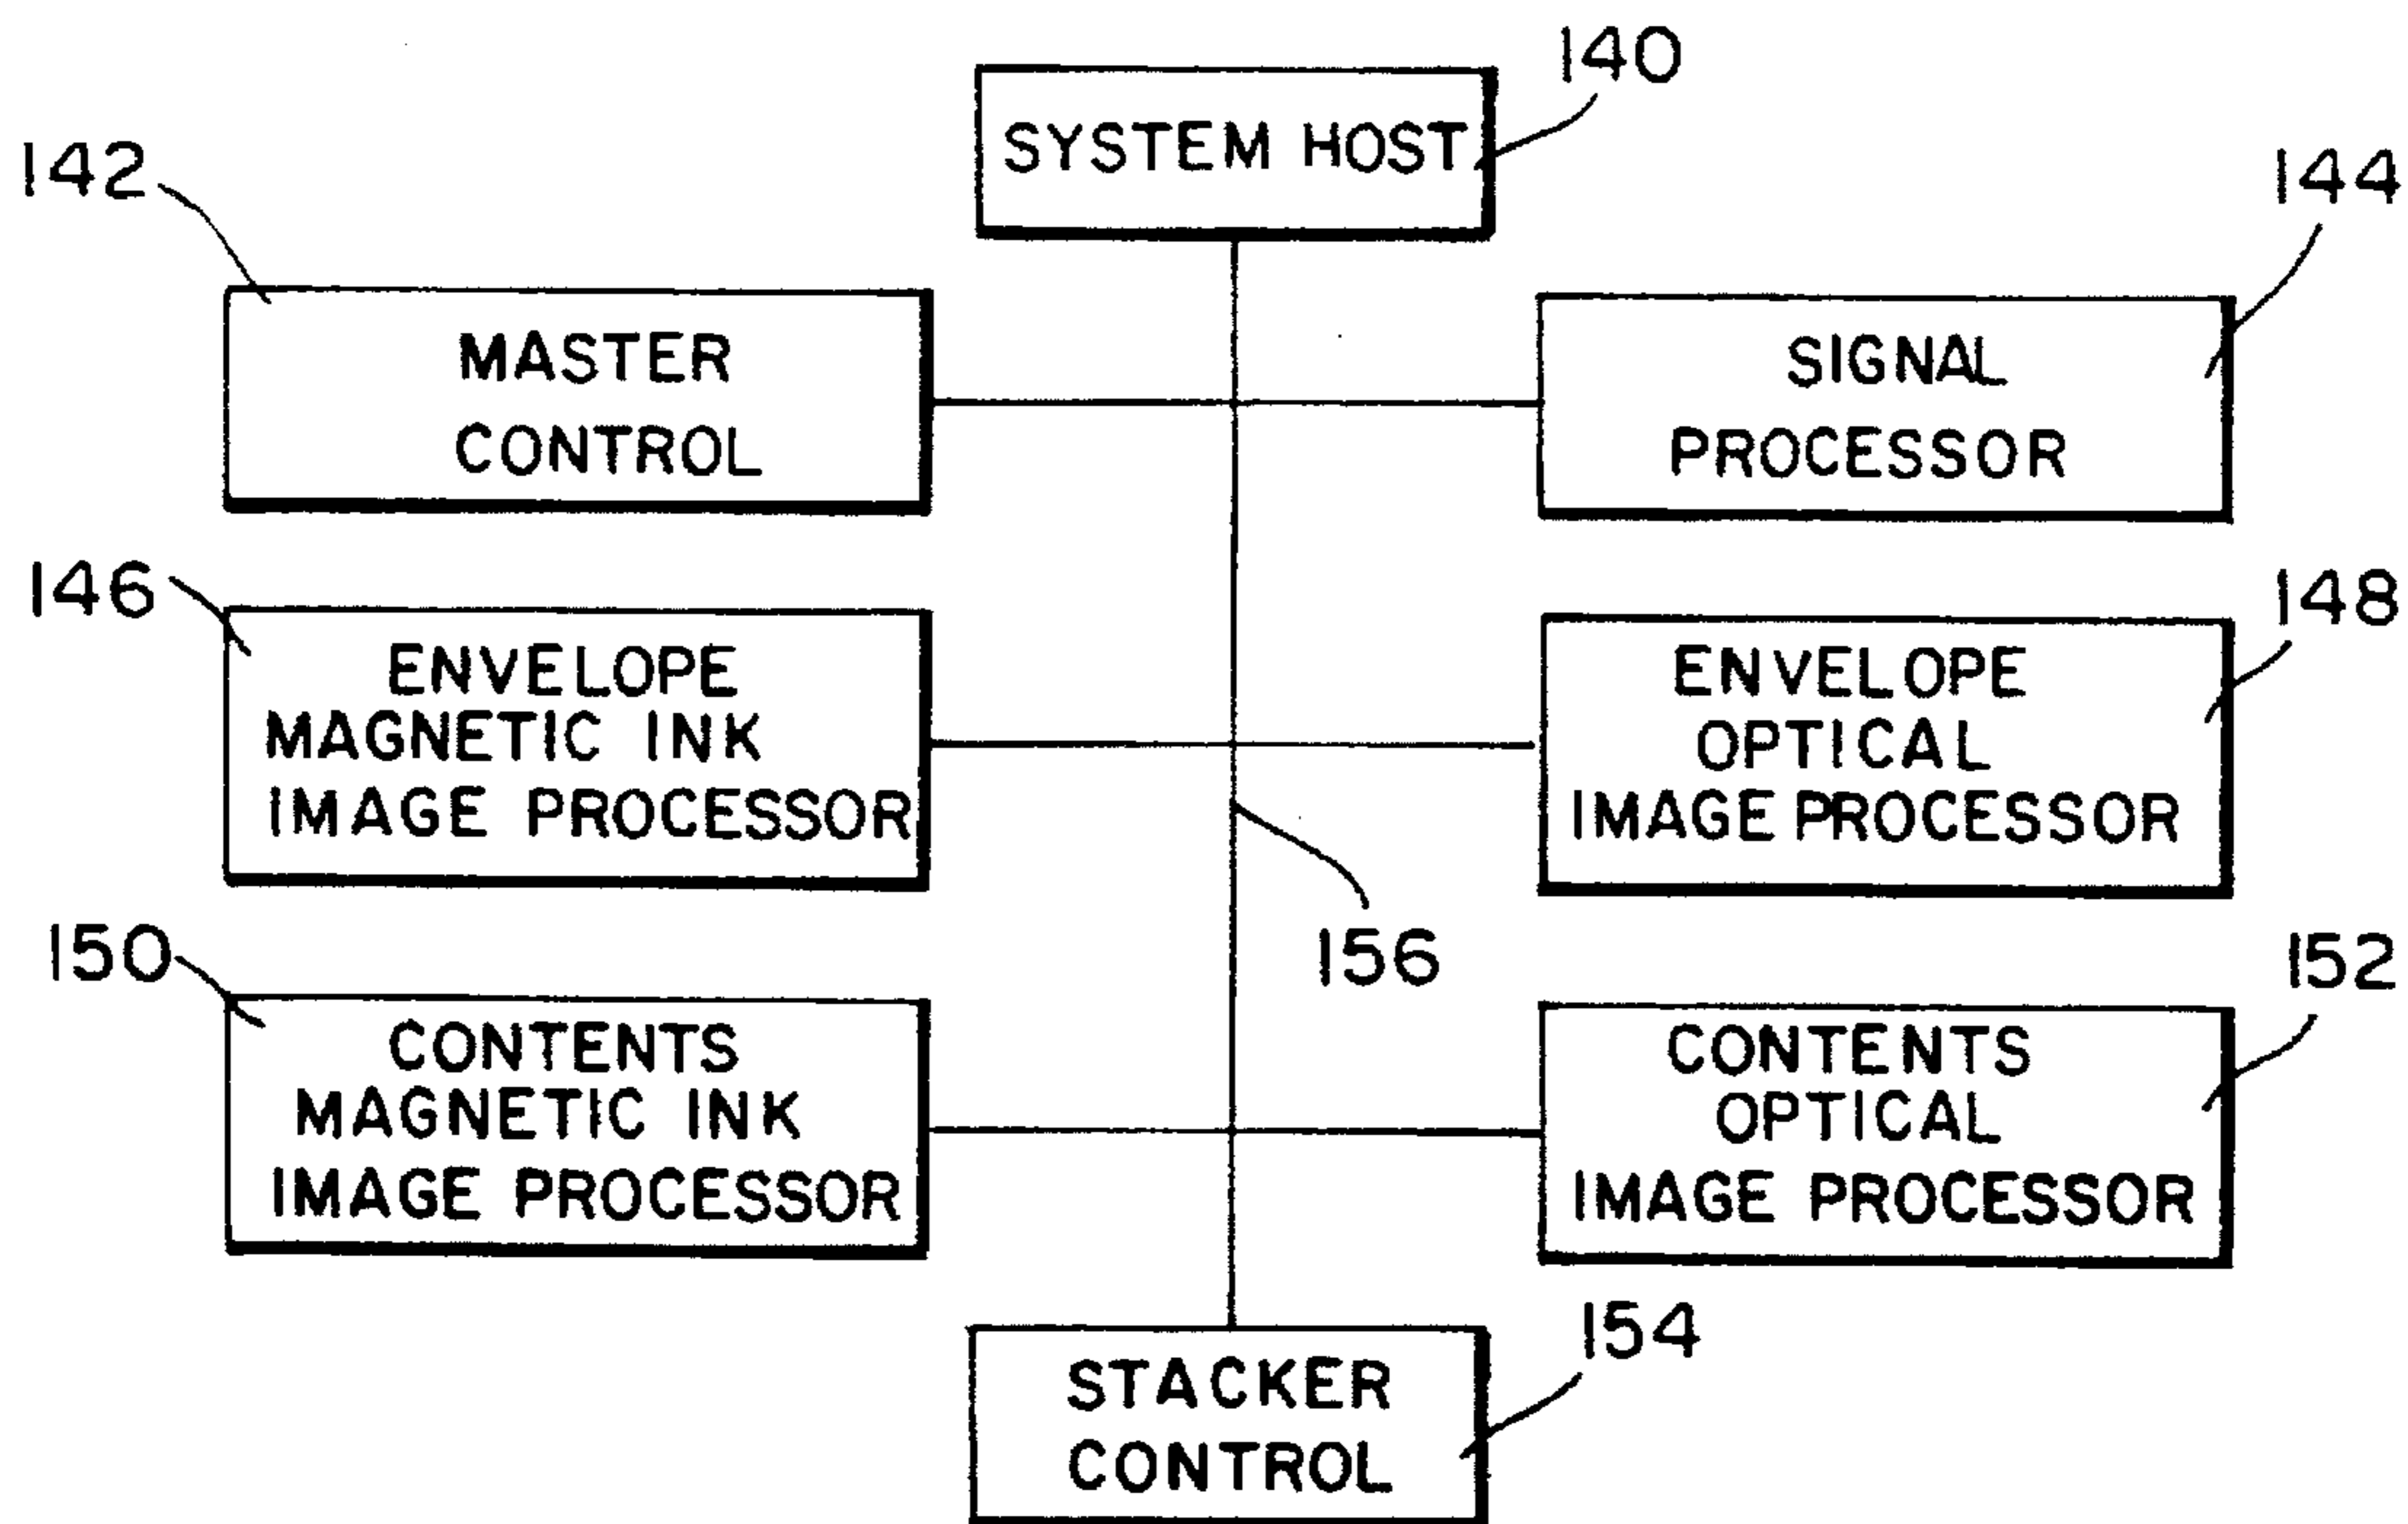 140
SYSTEM HOST
142
144
MASTER
CONTROL
SIGNAL
PROCESSOR
146
148
ENVELOPE
MAGNETIC INK
IMAGE PROCESSOR
ENVELOPE
OPTICAL
IMAGE PROCESSOR
156
150
152
CONTENTS
MAGNETIC INK
IMAGE PROCESSOR
CONTENTS
OPTICAL
IMAGE PROCESSOR
154
STACKER
CONTROL